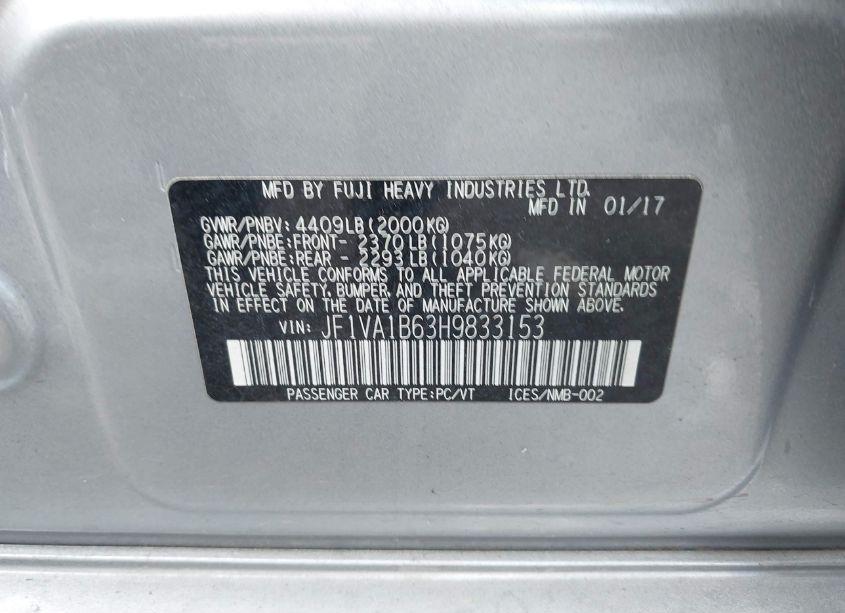 MFD BY FUJI HEAVY INDUSTRIES LTD.
MFD IN 01/17
GVWR/PNBV: 4409LB(2000KG)
GAWR/PNBE:FRONT- 2370LB(1075KG)
GAWR/PNBE:REAR - 2293LB(1040KG)
THIS VEHICLE CONFORMS TO ALL APPLICABLE FEDERAL MOTOR
VEHICLE SAFETY, BUMPER, AND THEFT PREVENTION STANDARDS
IN EFFECT ON THE DATE OF MANUFACTURE SHOWN ABOVE.
VIN: JF1VA1B63H9833153
PASSENGER CAR TYPE:PC/VT ICES/NMB-002